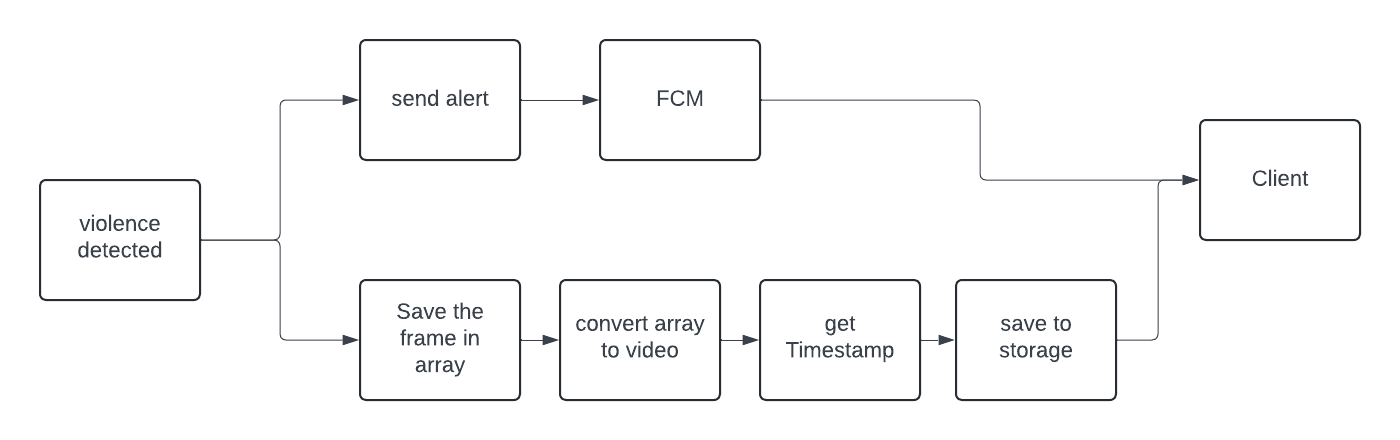 send alert
FCM
Client
violence
detected
Save the
frame in
array
convert array
to video
get
Timestamp
save to
storage